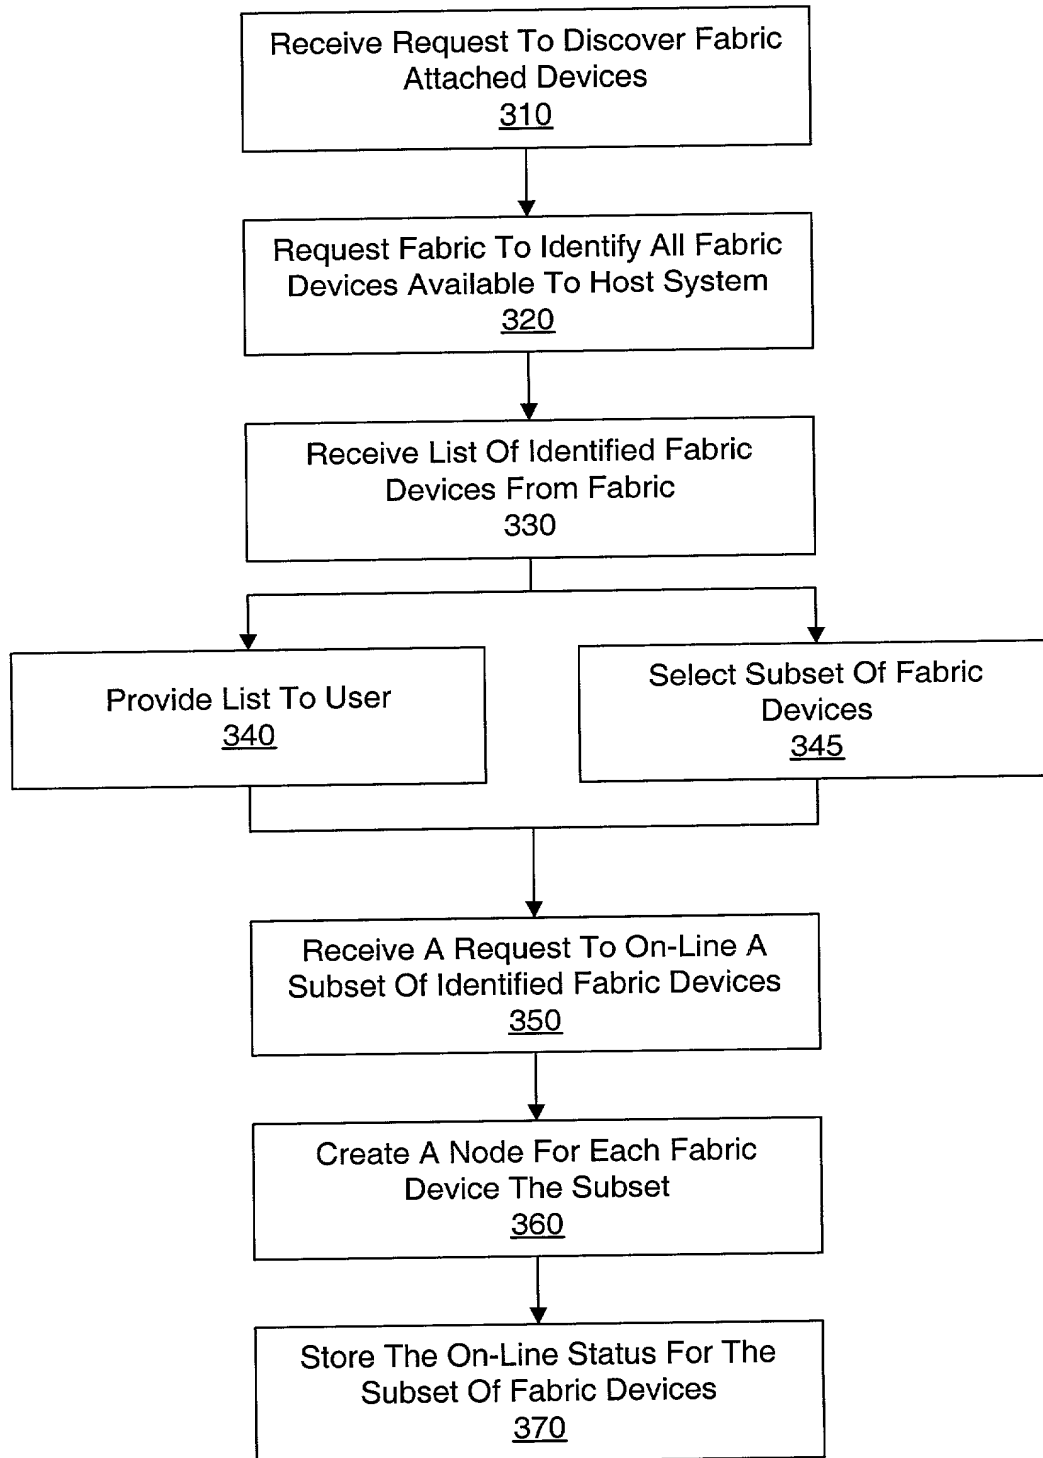 Receive Request To Discover Fabric
Attached Devices
310
Request Fabric To Identify All Fabric
Devices Available To Host System
320
Receive List Of Identified Fabric
Devices From Fabric
330
Provide List To User
340
Select Subset Of Fabric
Devices
345
Receive A Request To On-Line A
Subset Of Identified Fabric Devices
350
Create A Node For Each Fabric
Device The Subset
360
Store The On-Line Status For The
Subset Of Fabric Devices
370